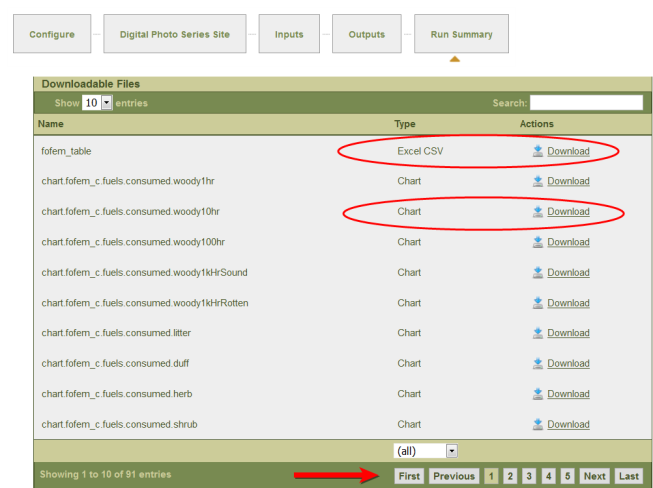 Configure Digital Photo Series Site Inputs Outputs Run Summary
Downloadable Files
Show 10 entries Search:
Name Type Actions
fofem_table Excel CSV Download
chart.fofem_c.fuels.consumed.woody1hr Chart Download
chart.fofem_c.fuels.consumed.woody10hr Chart Download
chart.fofem_c.fuels.consumed.woody100hr Chart Download
chart.fofem_c.fuels.consumed.woody1kHrSound Chart Download
chart.fofem_c.fuels.consumed.woody1kHrRotten Chart Download
chart.fofem_c.fuels.consumed.litter Chart Download
chart.fofem_c.fuels.consumed.duff Chart Download
chart.fofem_c.fuels.consumed.herb Chart Download
chart.fofem_c.fuels.consumed.shrub Chart Download
(all)
Showing 1 to 10 of 91 entries First Previous 1 2 3 4 5 Next Last